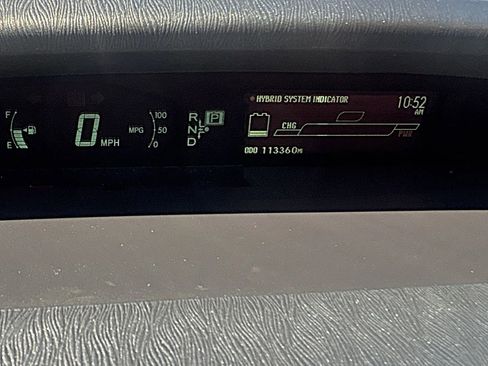 HYBRID SYSTEM INDICATOR
10:52
AM
F
E
0 MPH
MPG
100
50
0
R
N
D
P
CHG
PWR
ODO 113360MI